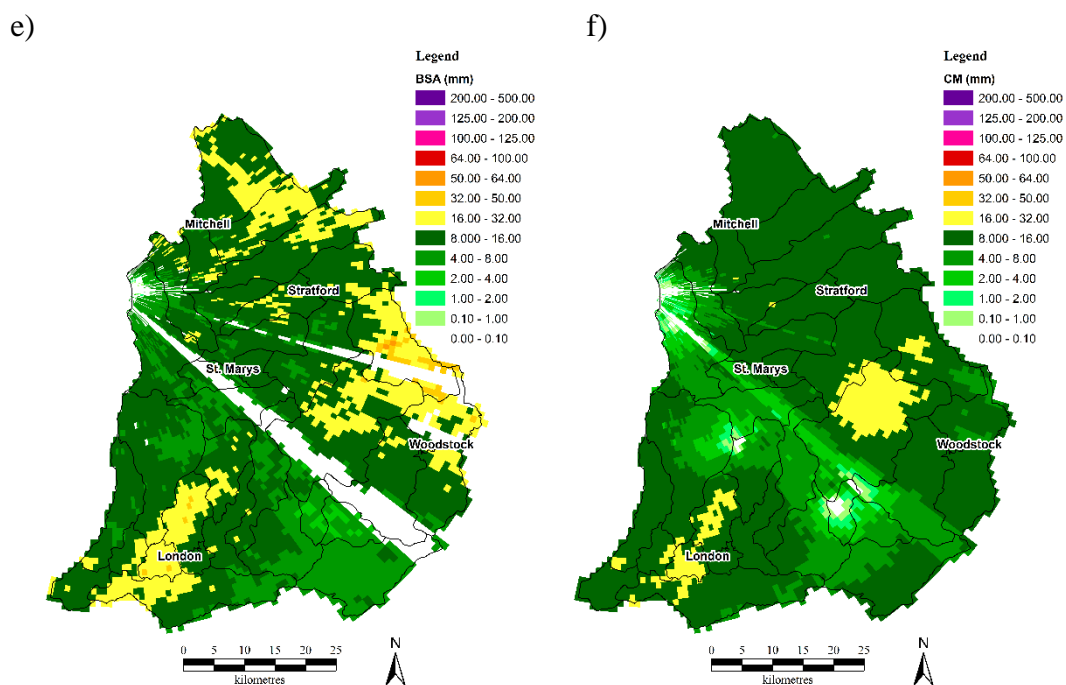 e)
Legend
BSA (mm)
200.00 - 500.00
125.00 - 200.00
100.00 - 125.00
64.00 - 100.00
50.00 - 64.00
32.00 - 50.00
16.00 - 32.00
8.000 - 16.00
4.00 - 8.00
2.00 - 4.00
1.00 - 2.00
0.10 - 1.00
0.00 - 0.10
Mitchell
Stratford
St. Marys
Woodstock
London
0 5 10 15 20 25
kilometres
N
f)
Legend
CM (mm)
200.00 - 500.00
125.00 - 200.00
100.00 - 125.00
64.00 - 100.00
50.00 - 64.00
32.00 - 50.00
16.00 - 32.00
8.000 - 16.00
4.00 - 8.00
2.00 - 4.00
1.00 - 2.00
0.10 - 1.00
0.00 - 0.10
Mitchell
Stratford
St. Marys
Woodstock
London
0 5 10 15 20 25
kilometres
N